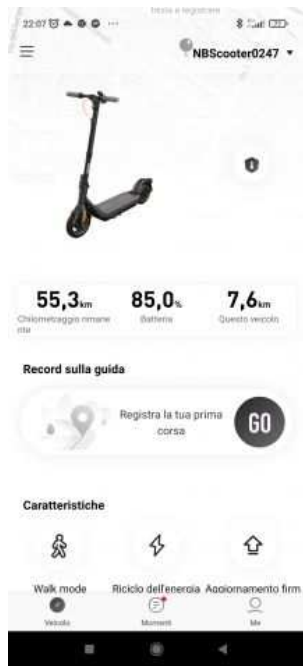 22:07
NBScooter0247
55,3km 85,0% 7,6km
Chilometraggio rimane Batteria Questo veicolo
nte
Record sulla guida
Registra la tua prima
corsa
GO
Caratteristiche
Walk mode Riciclo dell'energia Aggiornamento firm
Veicolo Momenti Me